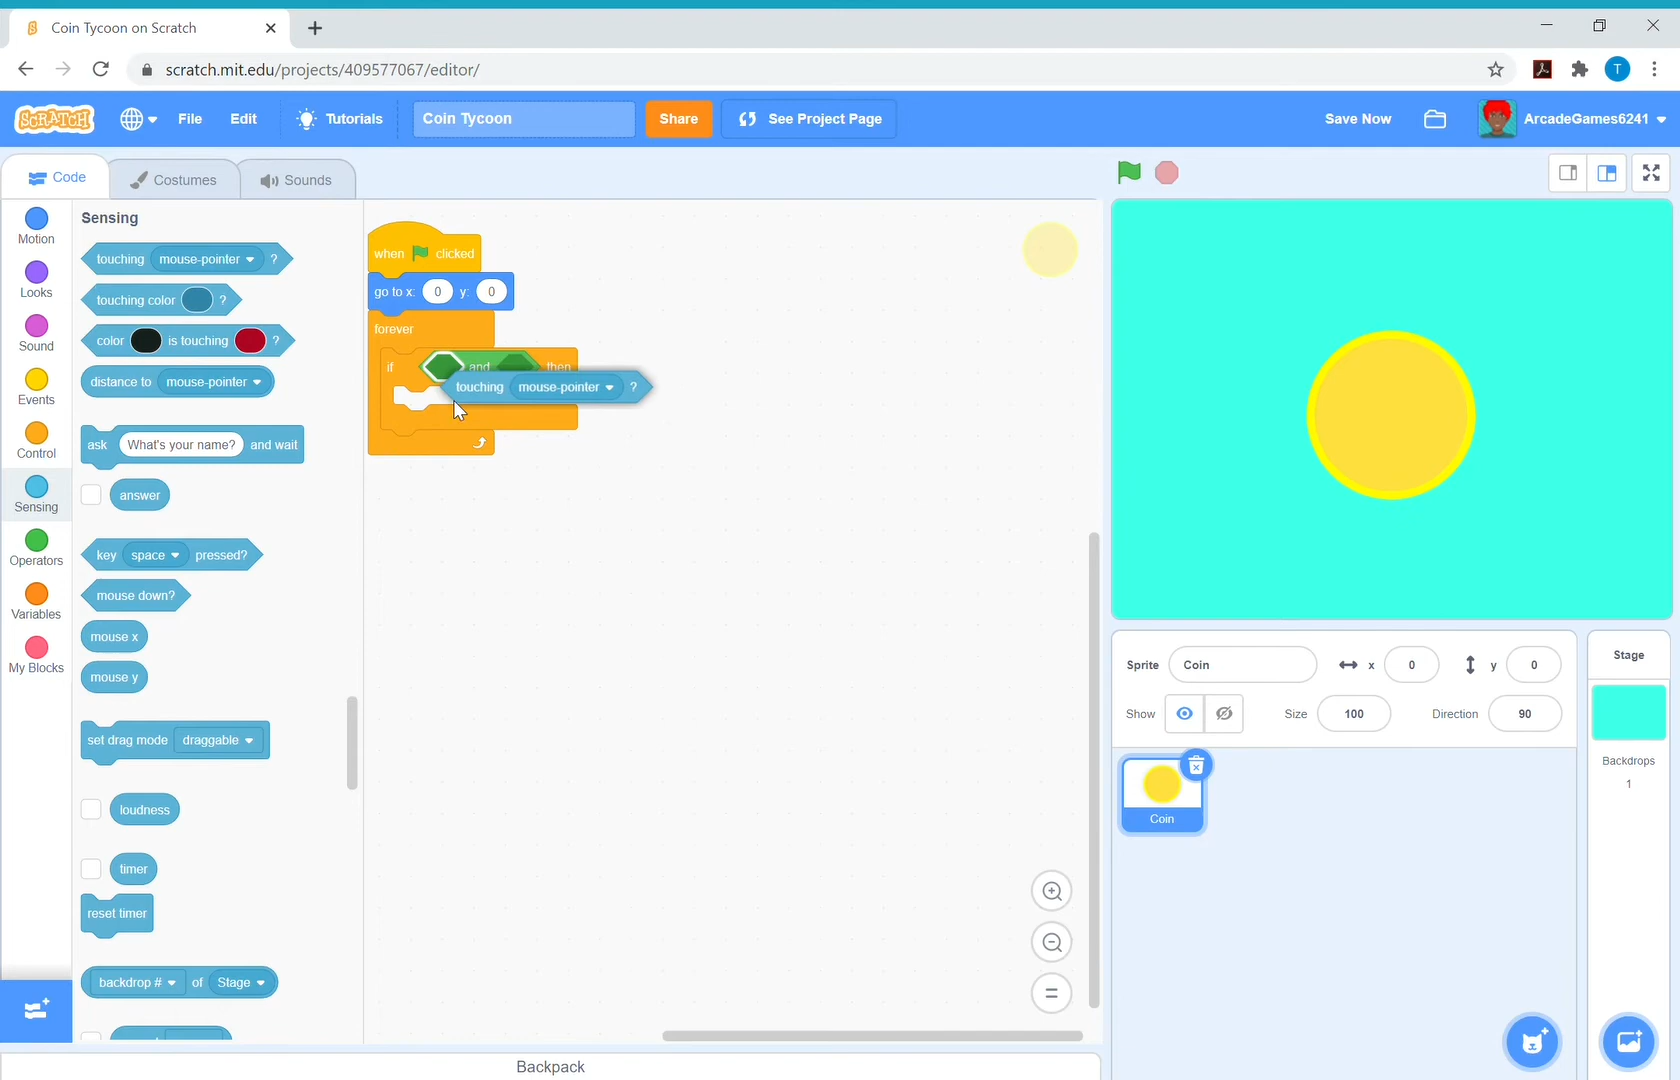 Coin Tycoon on Scratch
scratch.mit.edu/projects/409577067/editor/
T
SCRATCH
File
Edit
Tutorials
Coin Tycoon
Share
See Project Page
Save Now
ArcadeGames6241
Code
Costumes
Sounds
Motion
Looks
Sound
Events
Control
Sensing
Operators
Variables
My Blocks
Sensing
touching mouse-pointer ?
touching color ?
color is touching ?
distance to mouse-pointer
ask What's your name? and wait
answer
key space pressed?
mouse down?
mouse x
mouse y
set drag mode draggable
loudness
timer
reset timer
backdrop # of Stage
when clicked
go to x: 0 y: 0
forever
if and then
touching mouse-pointer ?
Backpack
Sprite Coin x 0 y 0
Show Size 100 Direction 90
Coin
Stage
Backdrops
1